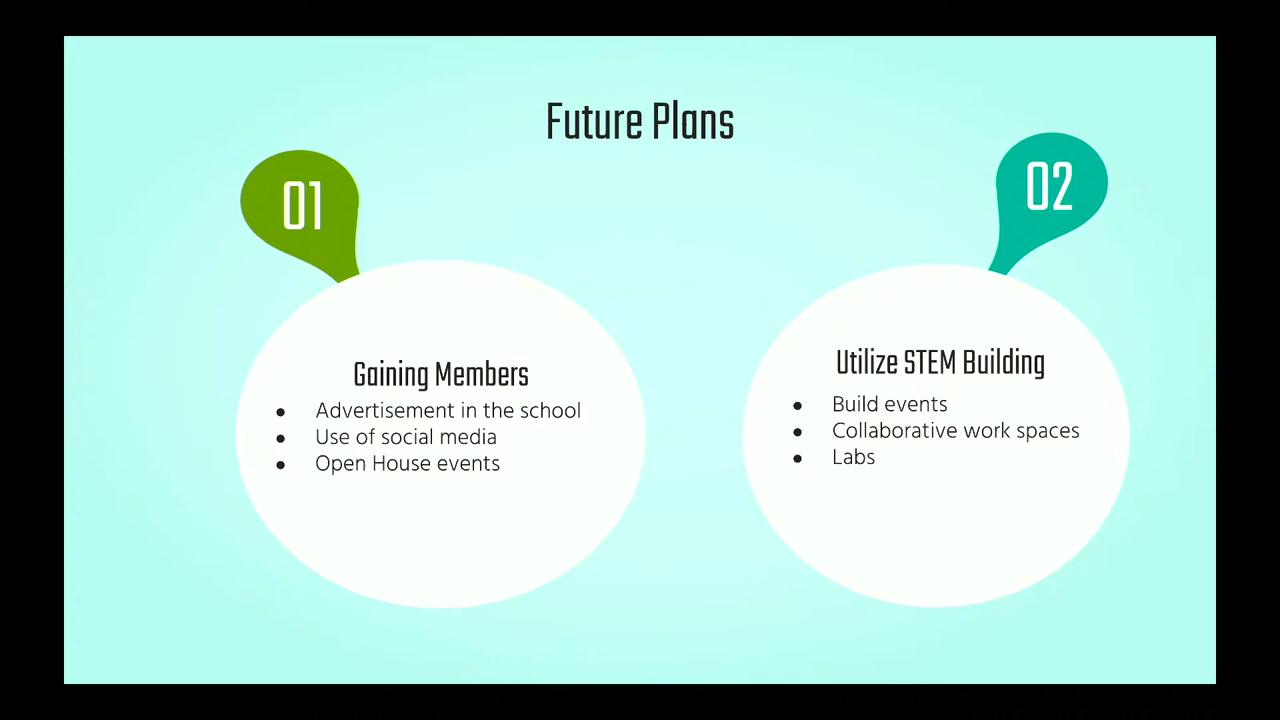 Future Plans
01
Gaining Members
● Advertisement in the school
● Use of social media
● Open House events
02
Utilize STEM Building
● Build events
● Collaborative work spaces
● Labs